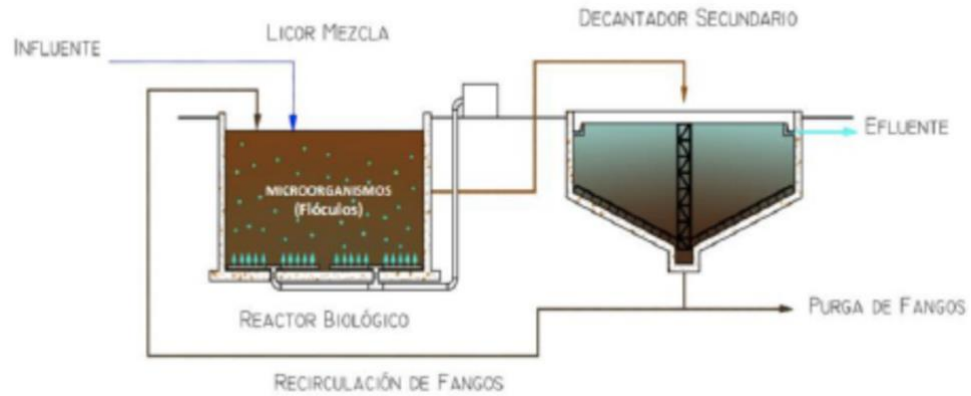 DECANTADOR SECUNDARIO
LICOR MEZCLA
INFLUENTE
EFLUENTE
MICROORGANISMOS
(Flóculos)
PURGA DE FANGOS
REACTOR BIOLÓGICO
RECIRCULACIÓN DE FANGOS